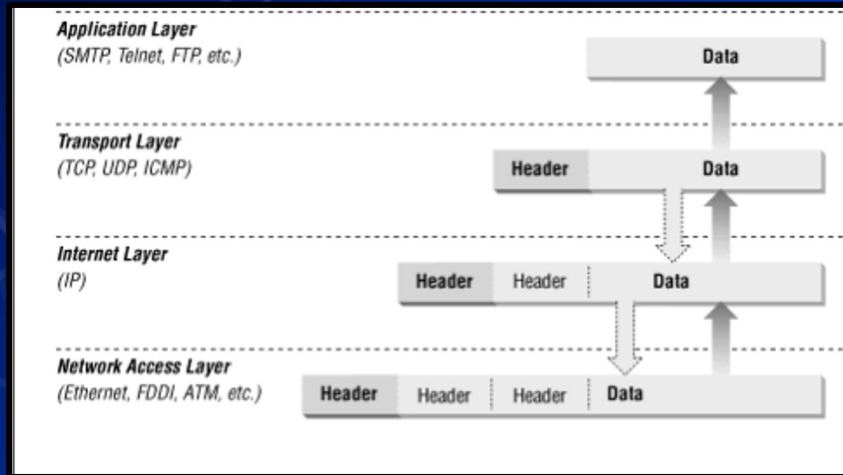 Application Layer
(SMTP, Telnet, FTP, etc.)
Data
Transport Layer
(TCP, UDP, ICMP)
Header Data
Internet Layer
(IP)
Header Header Data
Network Access Layer
(Ethernet, FDDI, ATM, etc.)
Header Header Header Data